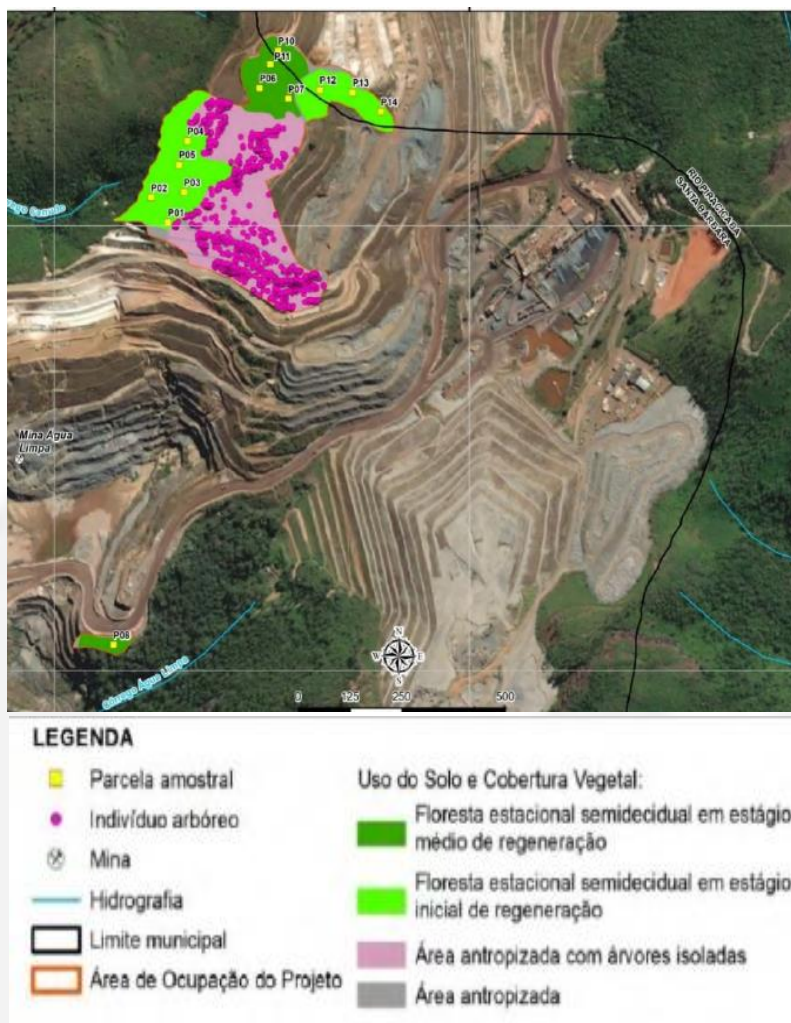 P10
P11
P06
P07
P12
P13
P14
P04
P05
P02
P03
P01
RIO PIRACICABA
SANTA BÁRBARA
Mina Água
Limpa
P08
Córrego Água Limpa
N
W
E
S
0
125
250
500
LEGENDA
Parcela amostral
Indivíduo arbóreo
Mina
Hidrografia
Limite municipal
Área de Ocupação do Projeto
Uso do Solo e Cobertura Vegetal:
Floresta estacional semidecidual em estágio
médio de regeneração
Floresta estacional semidecidual em estágio
inicial de regeneração
Área antropizada com árvores isoladas
Área antropizada